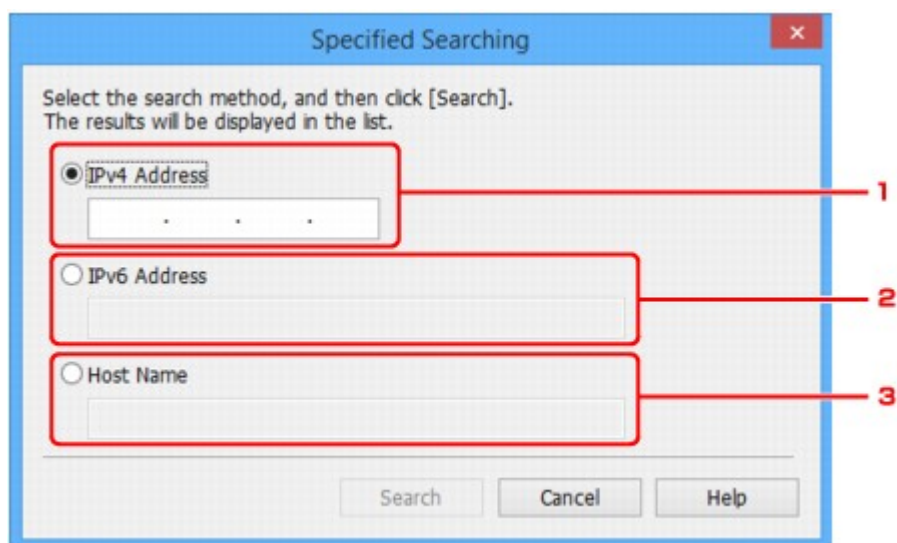 Specified Searching
Select the search method, and then click [Search].
The results will be displayed in the list.
IPv4 Address
1
. . .
IPv6 Address
2
Host Name
3
Search Cancel Help